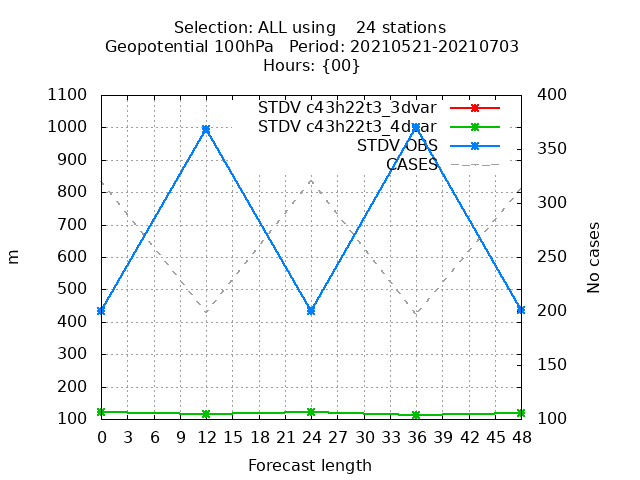 Selection: ALL using    24 stations
Geopotential 100hPa   Period: 20210521-20210703
Hours: {00}
STDV c43h22t3_3dvar
STDV c43h22t3_4dvar
STDV OBS
CASES
1100
1000
900
800
700
600
500
400
300
200
100
m
400
350
300
250
200
150
100
No cases
0 3 6 9 12 15 18 21 24 27 30 33 36 39 42 45 48
Forecast length